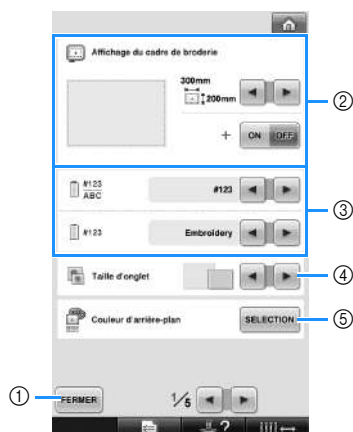 Affichage du cadre de broderie
300mm
200mm
+ ON OFF
②
#123
ABC
#123
③
#123
Embroidery
Taille d'onglet
④
Couleur d'arrière-plan
SELECTION
⑤
①
FERMER
1/5
?